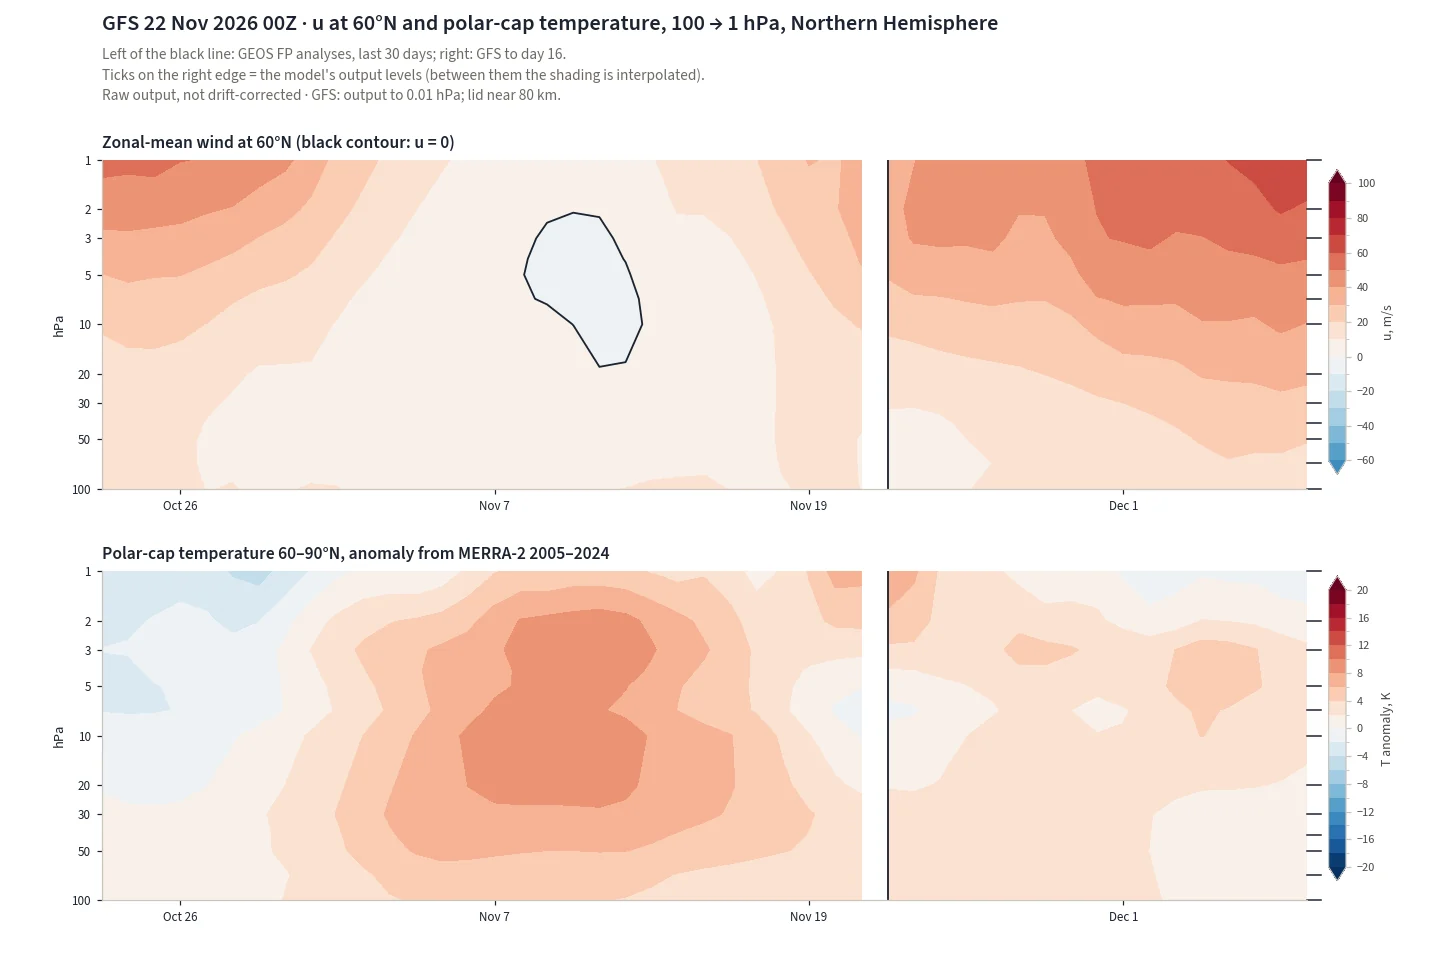 GFS 22 Nov 2026 00Z · u at 60°N and polar-cap temperature, 100 → 1 hPa, Northern Hemisphere
Left of the black line: GEOS FP analyses, last 30 days; right: GFS to day 16.
Ticks on the right edge = the model's output levels (between them the shading is interpolated).
Raw output, not drift-corrected · GFS: output to 0.01 hPa; lid near 80 km.
Zonal-mean wind at 60°N (black contour: u = 0)
1
2
3
5
10
20
30
50
100
hPa
Oct 26
Nov 7
Nov 19
Dec 1
100
80
60
40
20
0
−20
−40
−60
u, m/s
Polar-cap temperature 60–90°N, anomaly from MERRA-2 2005–2024
1
2
3
5
10
20
30
50
100
hPa
Oct 26
Nov 7
Nov 19
Dec 1
20
16
12
8
4
0
−4
−8
−12
−16
−20
T anomaly, K